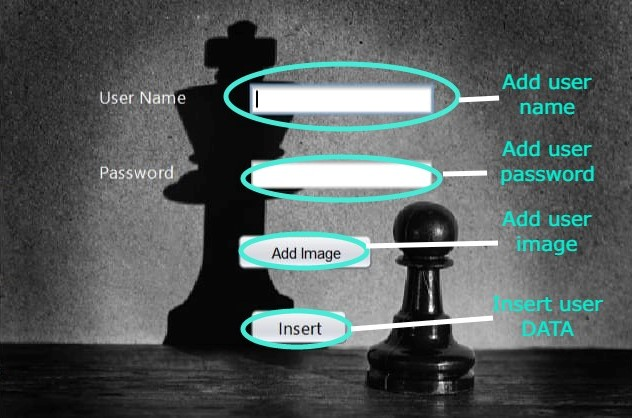 User Name
Add user
name
Password
Add user
password
Add Image
Add user
image
Insert
Insert user
DATA